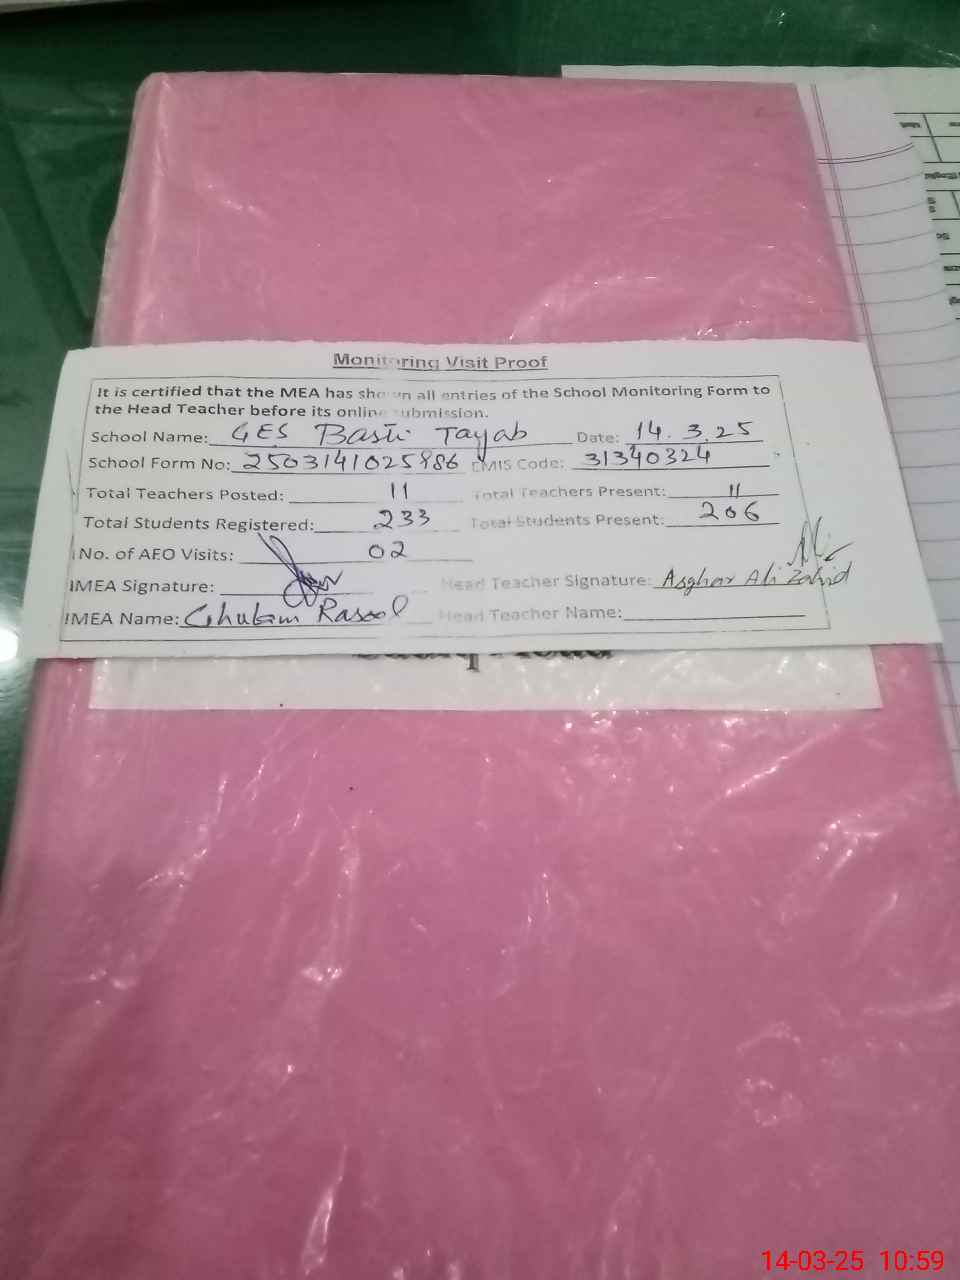 Monitoring Visit Proof
It is certified that the MEA has shown all entries of the School Monitoring Form to
the Head Teacher before its online submission.
School Name: GES Basti Tayab Date: 14.3.25
School Form No: 2503141025986 EMIS Code: 31340324
Total Teachers Posted: 11 Total Teachers Present: 11
Total Students Registered: 233 Total Students Present: 206
No. of AEO Visits: 02
MEA Signature: Head Teacher Signature: Asghar Ali Zahid
MEA Name: Ghulam Rasool Head Teacher Name:
14-03-25 10:59